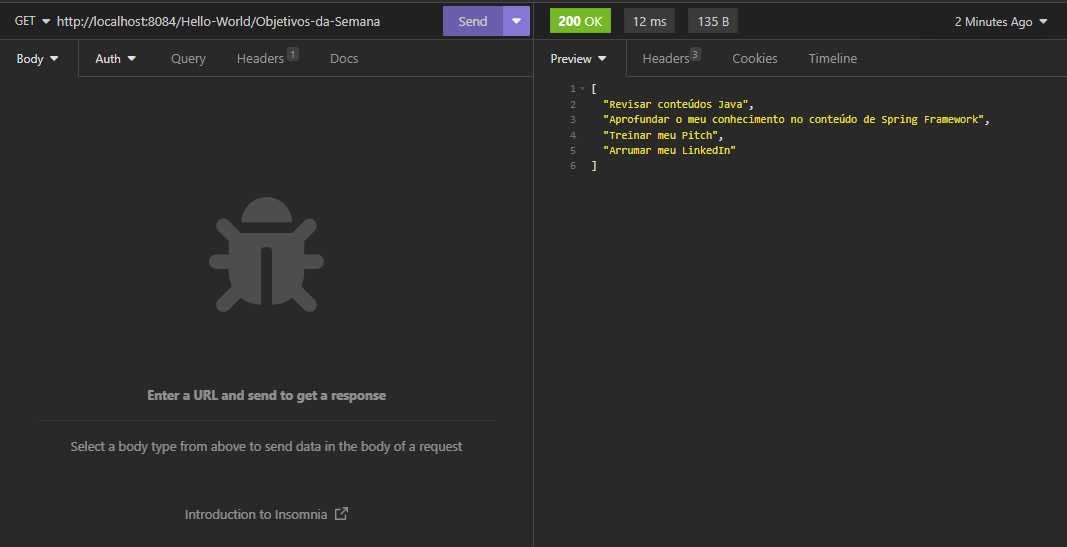 GET http://localhost:8084/Hello-World/Objetivos-da-Semana Send
Body Auth Query Headers 1 Docs
Enter a URL and send to get a response
Select a body type from above to send data in the body of a request
Introduction to Insomnia
200 OK 12 ms 135 B 2 Minutes Ago
Preview Headers 3 Cookies Timeline
1 [
2 "Revisar conteúdos Java",
3 "Aprofundar o meu conhecimento no conteúdo de Spring Framework",
4 "Treinar meu Pitch",
5 "Arrumar meu LinkedIn"
6 ]